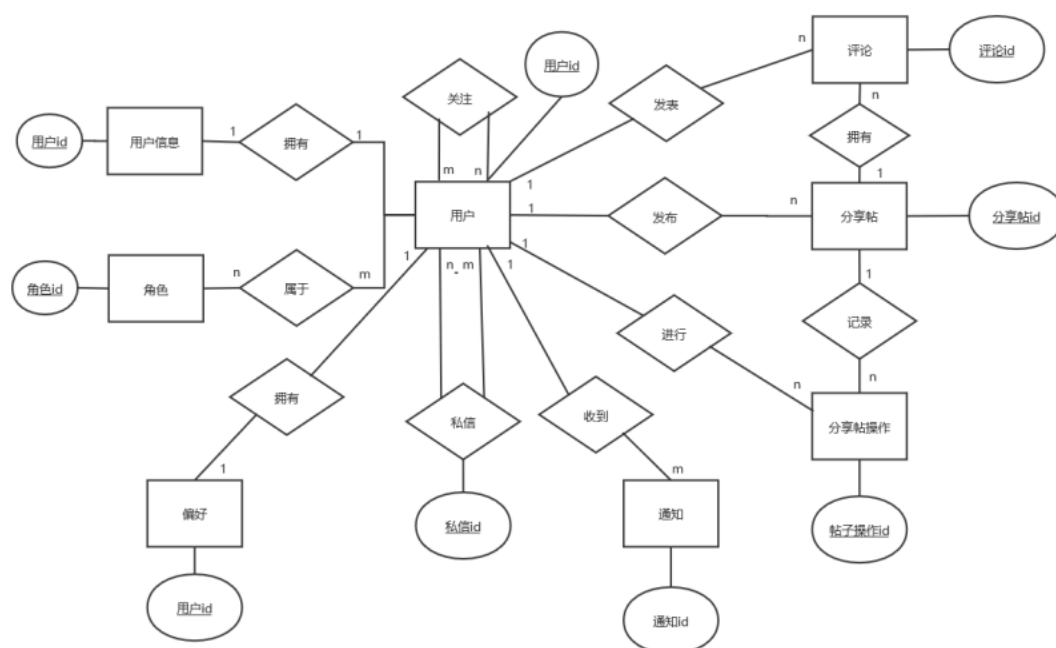 n
评论
评论id
用户id
关注
发表
n
用户id
用户信息
1
拥有
1
拥有
m
n
1
1
用户
1
发布
n
分享帖
分享帖id
1
n
m
1
1
1
角色id
角色
n
属于
m
记录
进行
n
n
拥有
私信
收到
分享帖操作
1
m
偏好
私信id
通知
帖子操作id
用户id
通知id